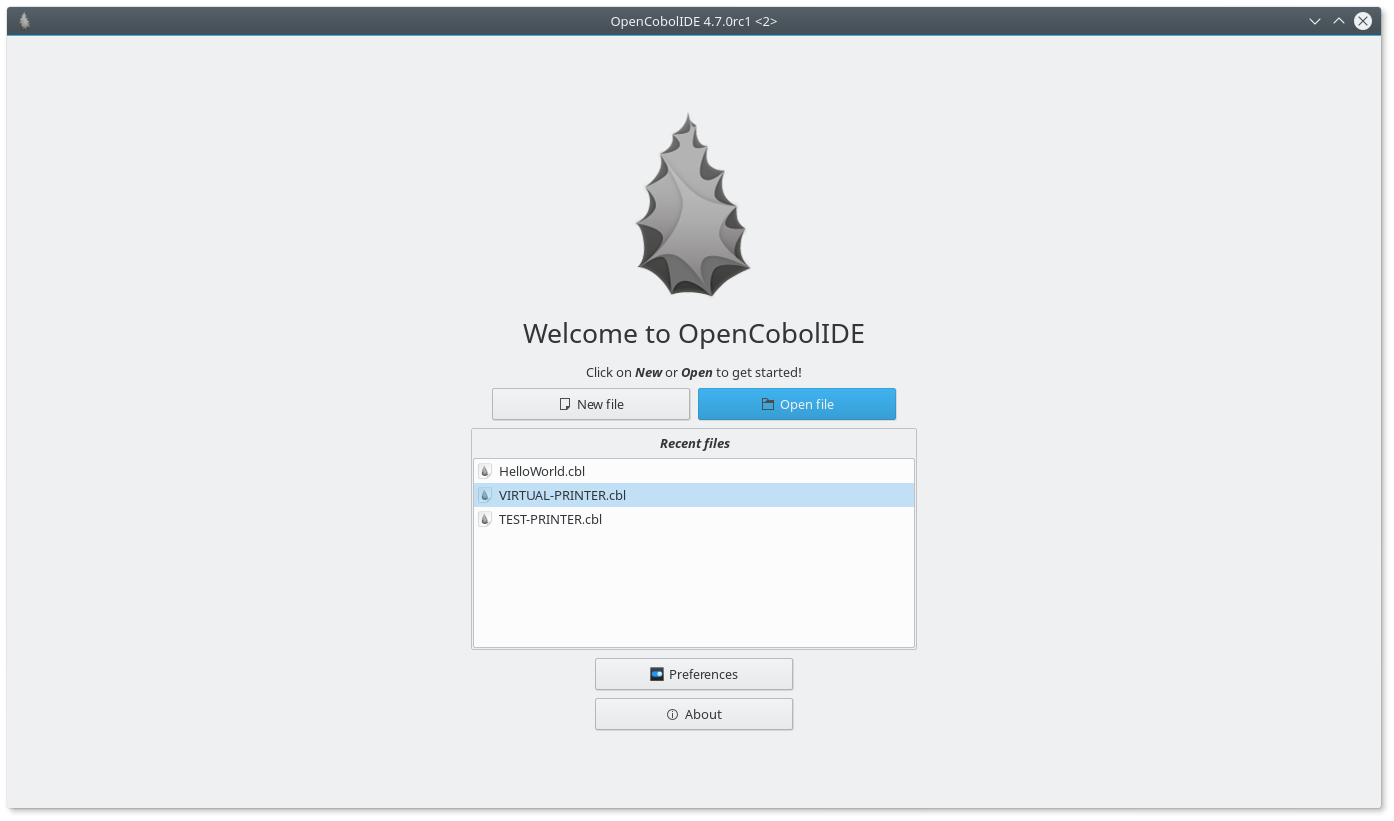 OpenCobolIDE 4.7.0rc1 <2>
Welcome to OpenCobolIDE
Click on New or Open to get started!
New file
Open file
Recent files
HelloWorld.cbl
VIRTUAL-PRINTER.cbl
TEST-PRINTER.cbl
Preferences
About